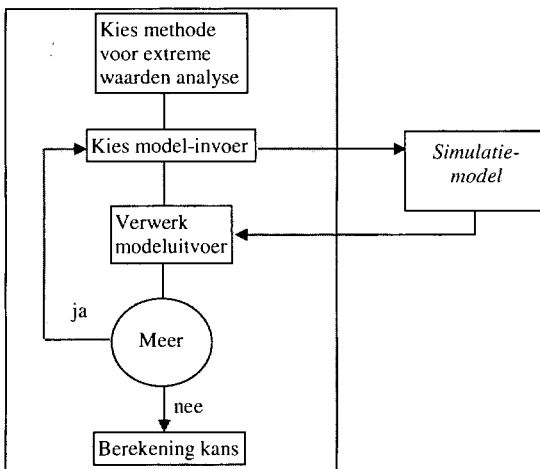 Kies methode
voor extreme
waarden analyse
Kies model-invoer
Simulatie-
model
Verwerk
modeluitvoer
ja
Meer
nee
Berekening kans